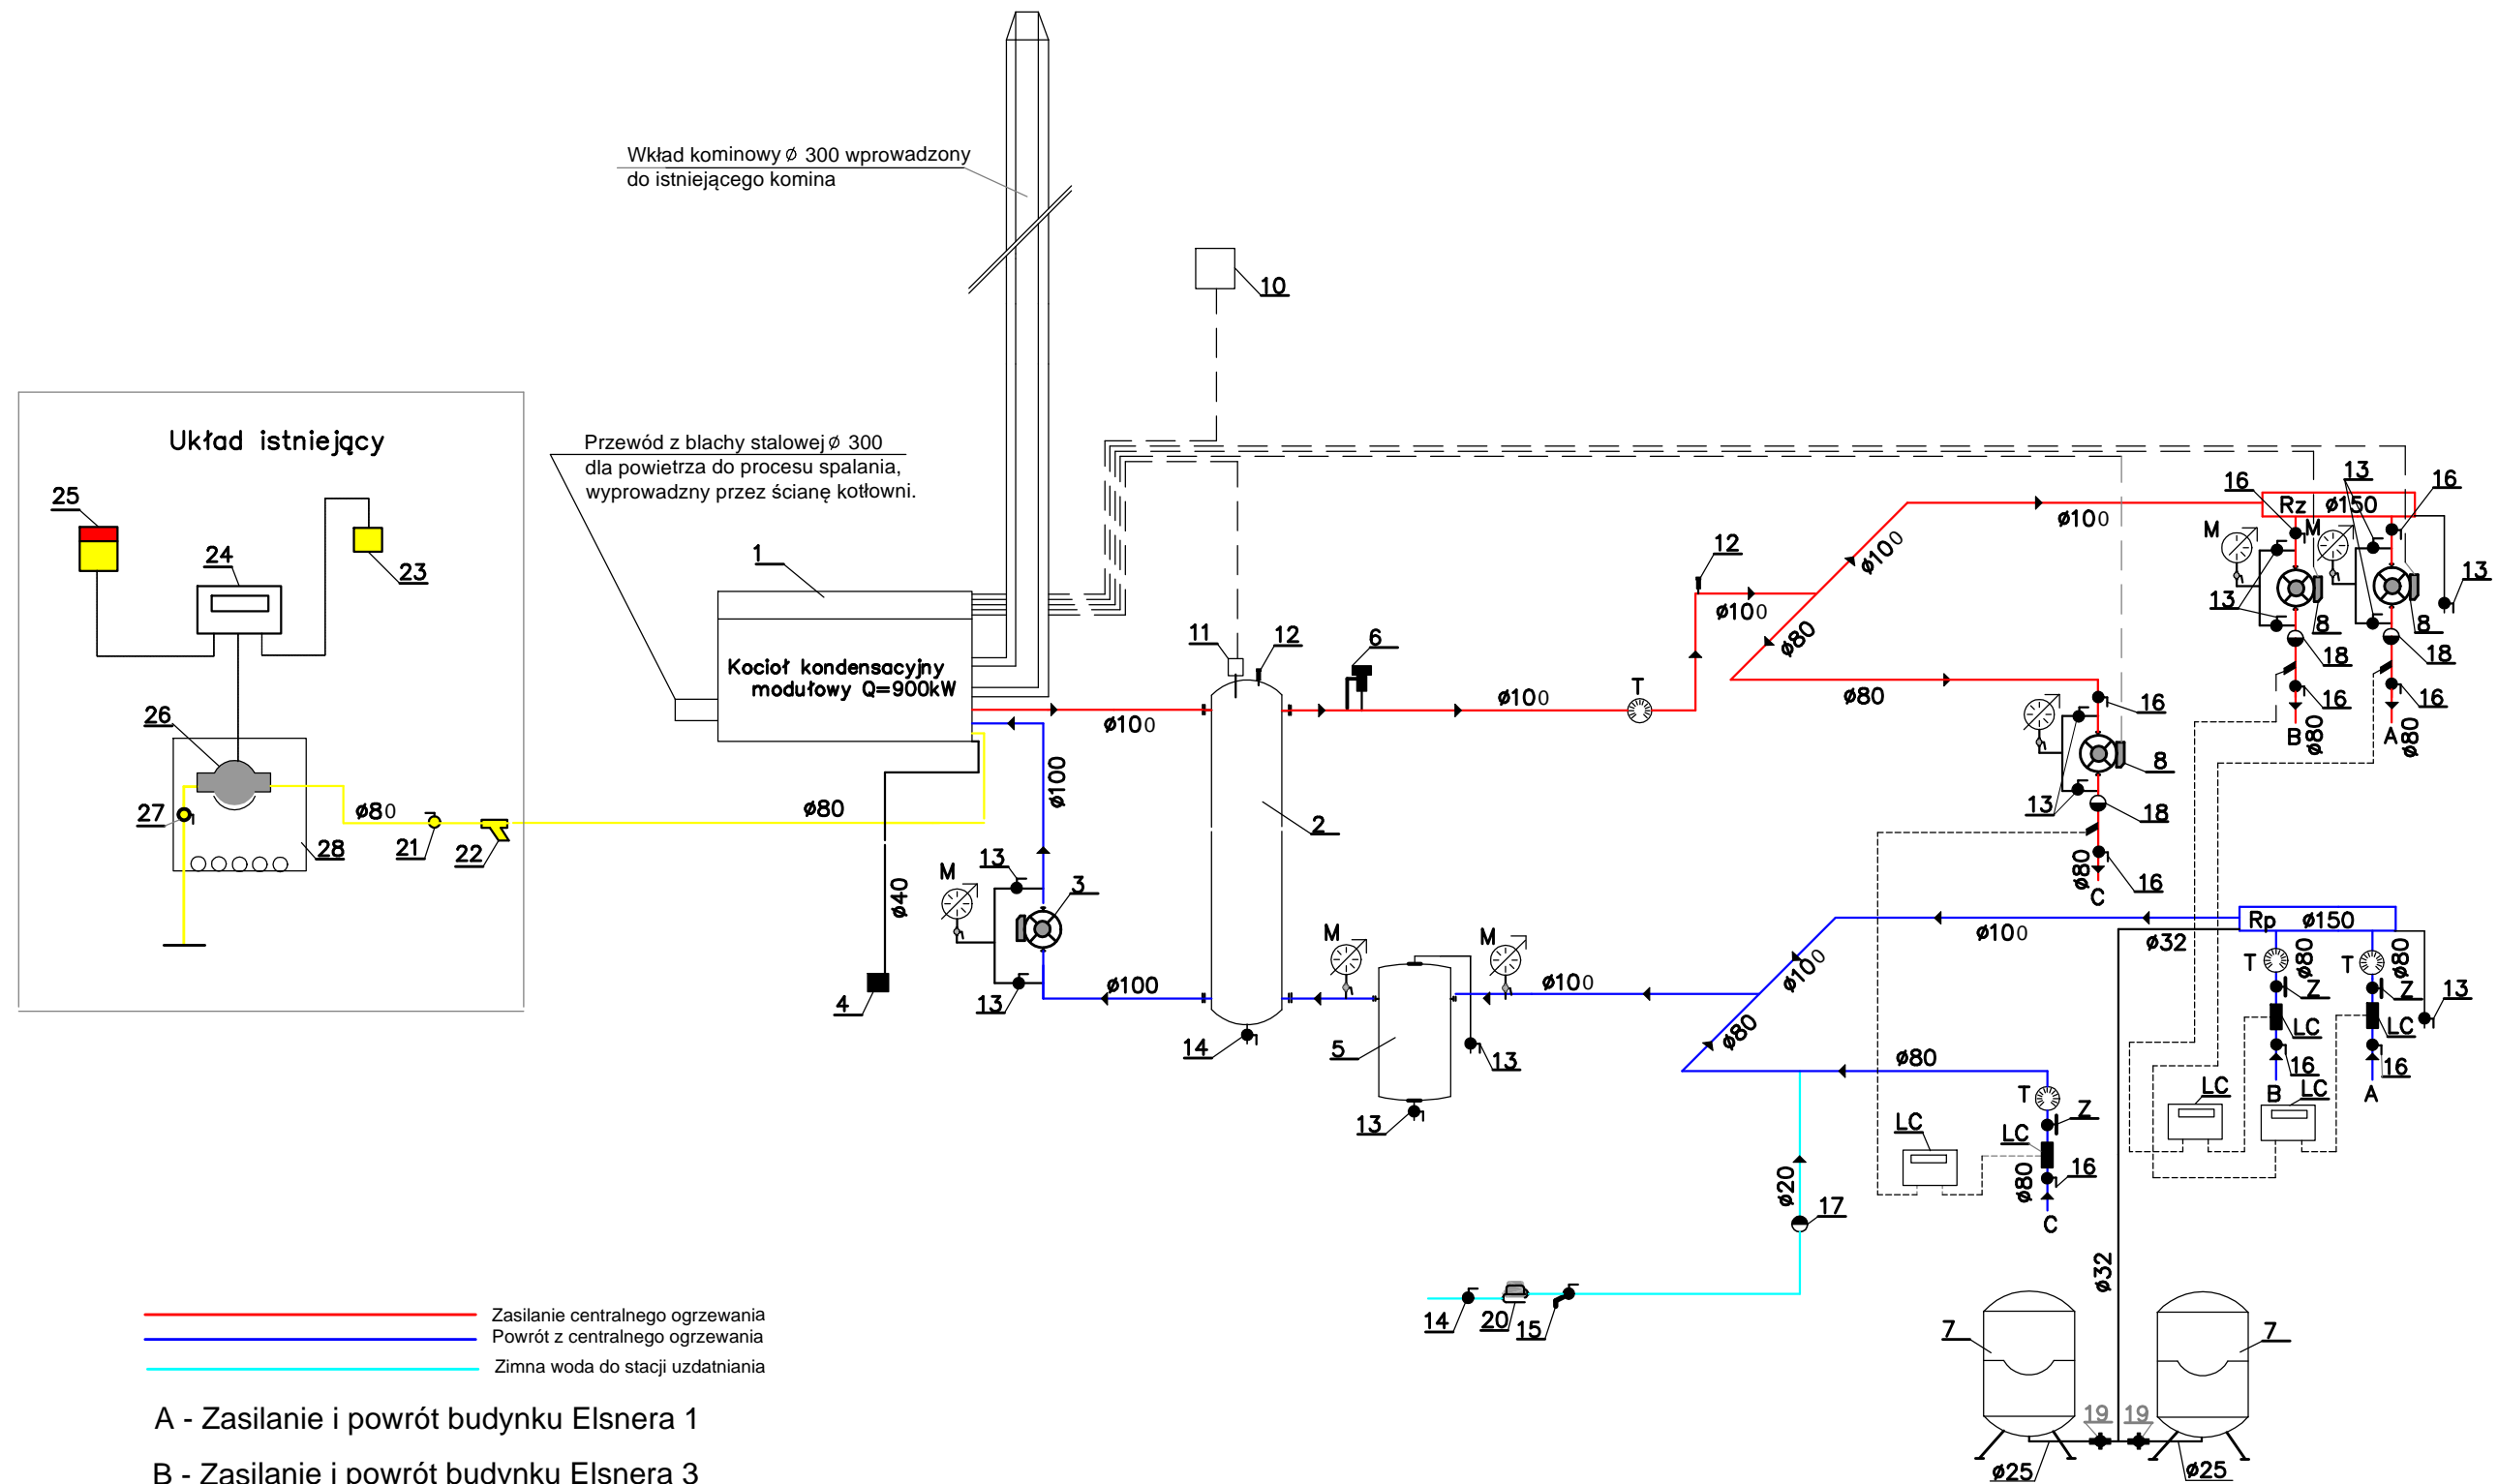 Wkład kominowy ø 300 wprowadzony
do istniejącego komina
10
Układ istniejący
Przewód z blachy stalowej ø 300
dla powietrza do procesu spalania,
wyprowadzny przez ścianę kotłowni.
25
24
23
1
Kocioł kondensacyjny
modułowy Q=900kW
26
27
28
ø80
21
22
ø80
ø40
4
ø100
ø100
11
12
6
2
ø100
T
12
ø100
ø100
ø80
ø80
ø100
16
13
16
Rz ø150
M
M
13
13
8
8
18
18
16
16
B
ø80
A
ø80
16
8
13
18
16
ø80
C
M
13
3
13
ø100
14
M
5
M
13
13
ø100
ø100
ø80
ø100
ø32
Rp ø150
T
ø80
T
ø80
Z
Z
LC
LC
13
16
16
B
A
LC
LC
ø80
T
Z
LC
LC
16
ø80
C
ø20
17
14
20
15
ø32
7
7
19
19
ø25
ø25
Zasilanie centralnego ogrzewania
Powrót z centralnego ogrzewania
Zimna woda do stacji uzdatniania
A - Zasilanie i powrót budynku Elsnera 1
B - Zasilanie i powrót budynku Elsnera 3